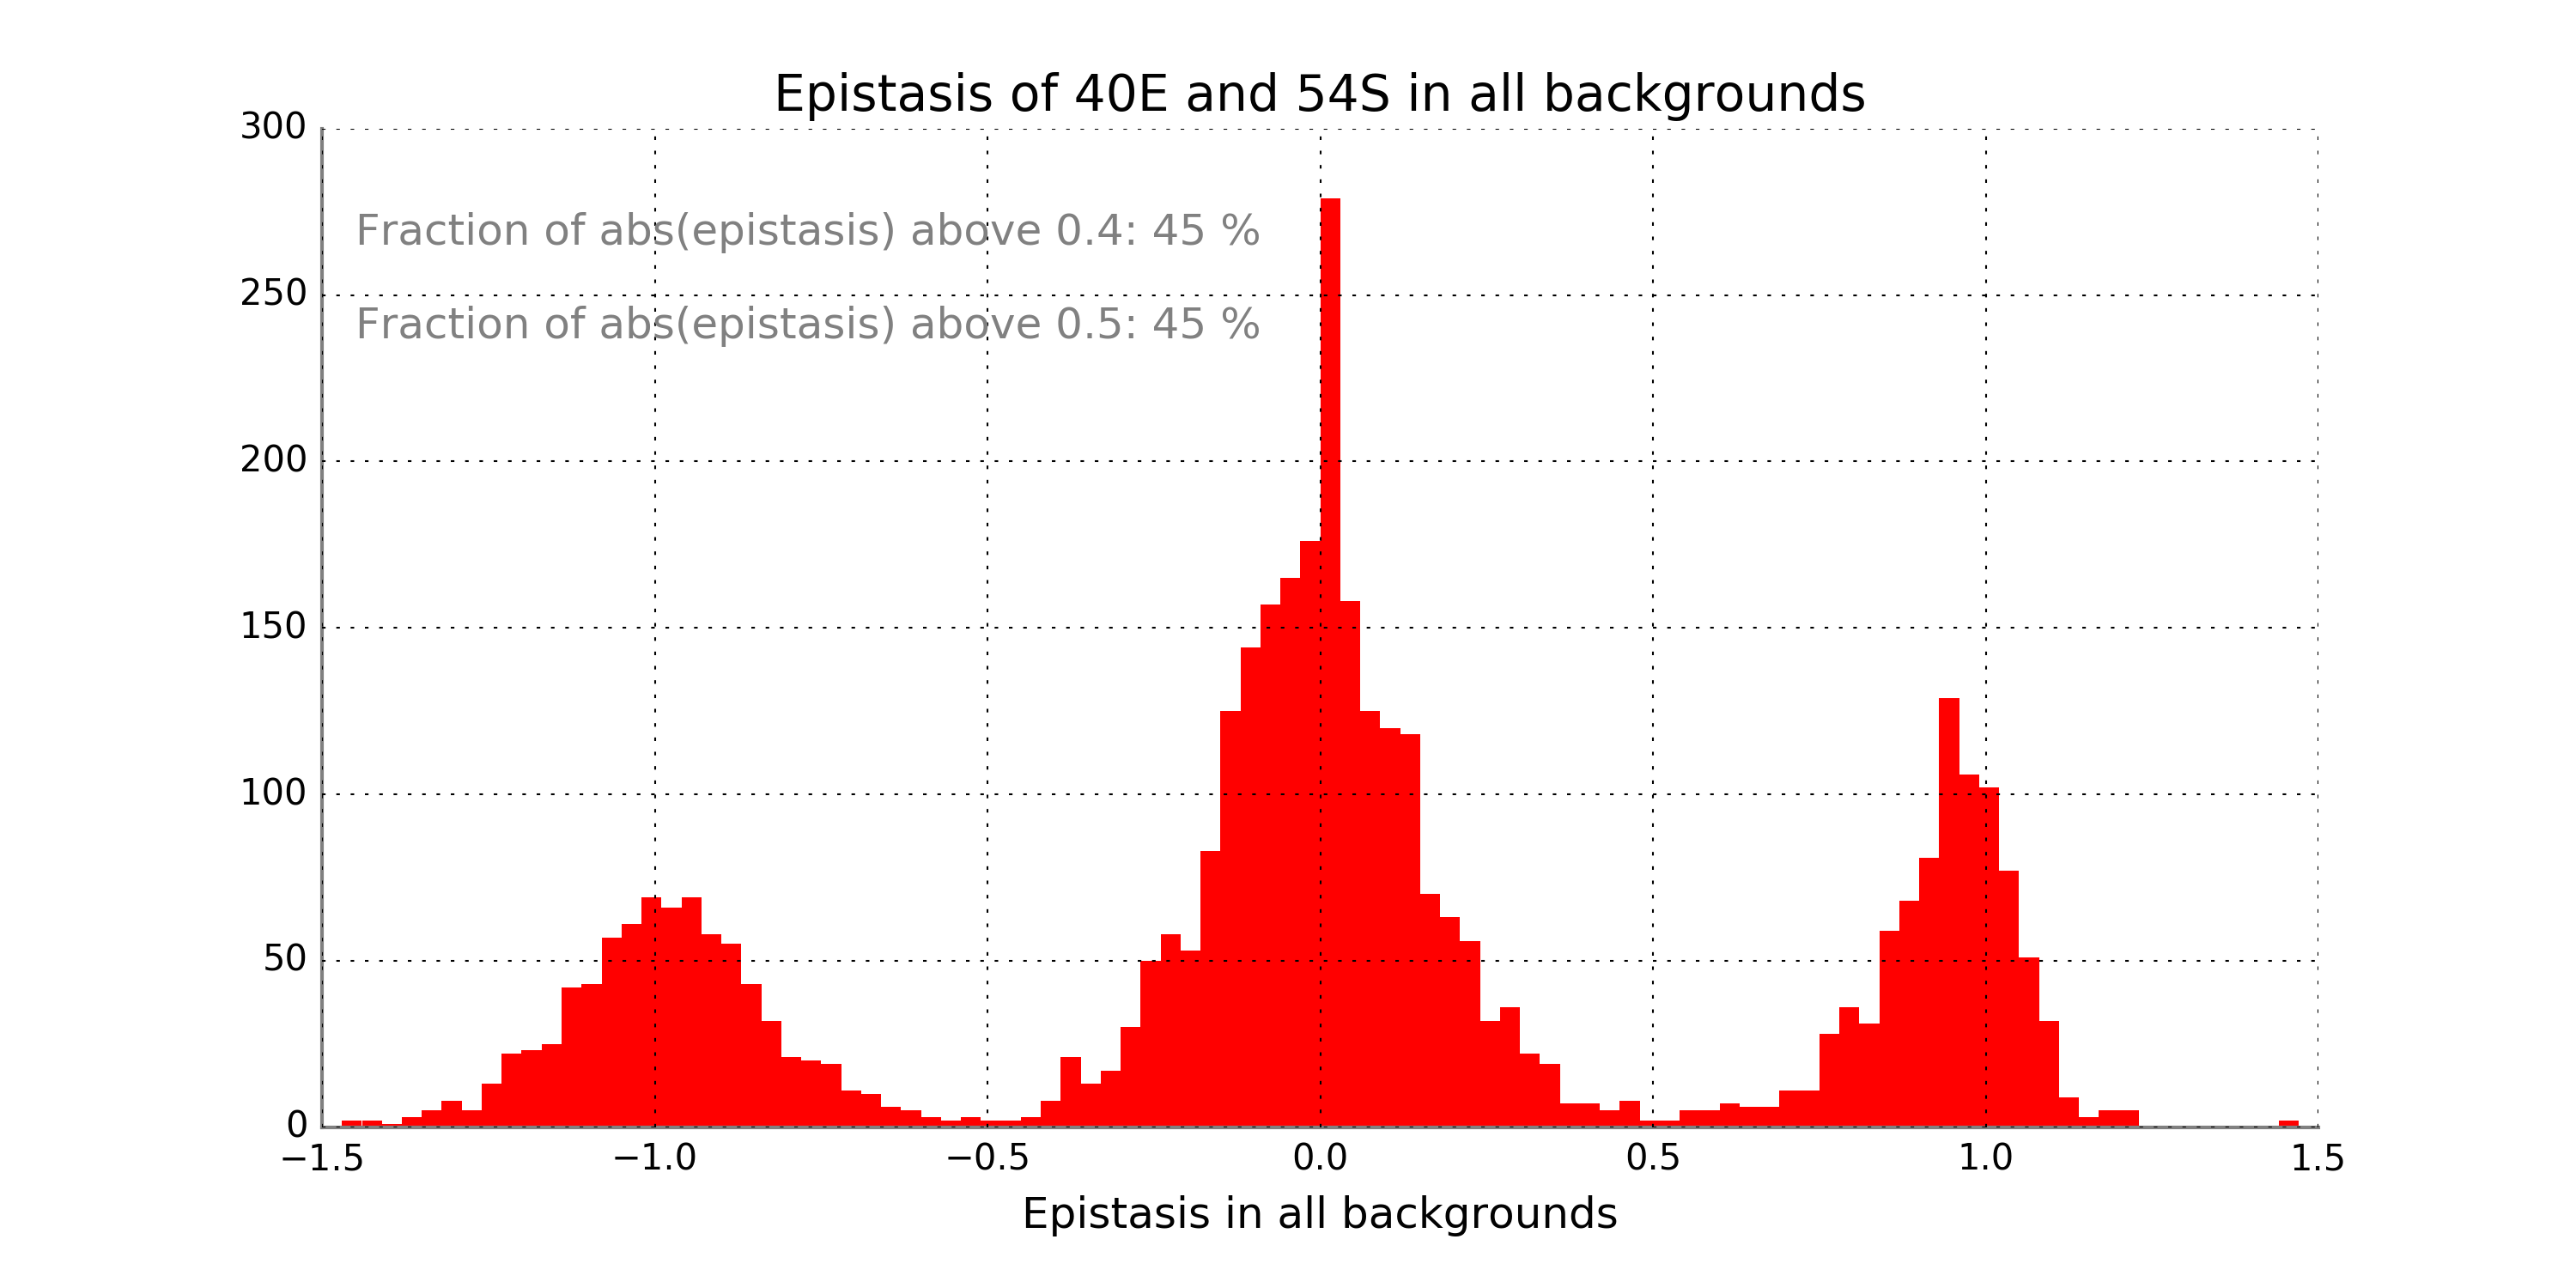 Epistasis of 40E and 54S in all backgrounds
300
250
200
150
100
50
0
Fraction of abs(epistasis) above 0.4: 45 %
Fraction of abs(epistasis) above 0.5: 45 %
−1.5 −1.0 −0.5 0.0 0.5 1.0 1.5
Epistasis in all backgrounds